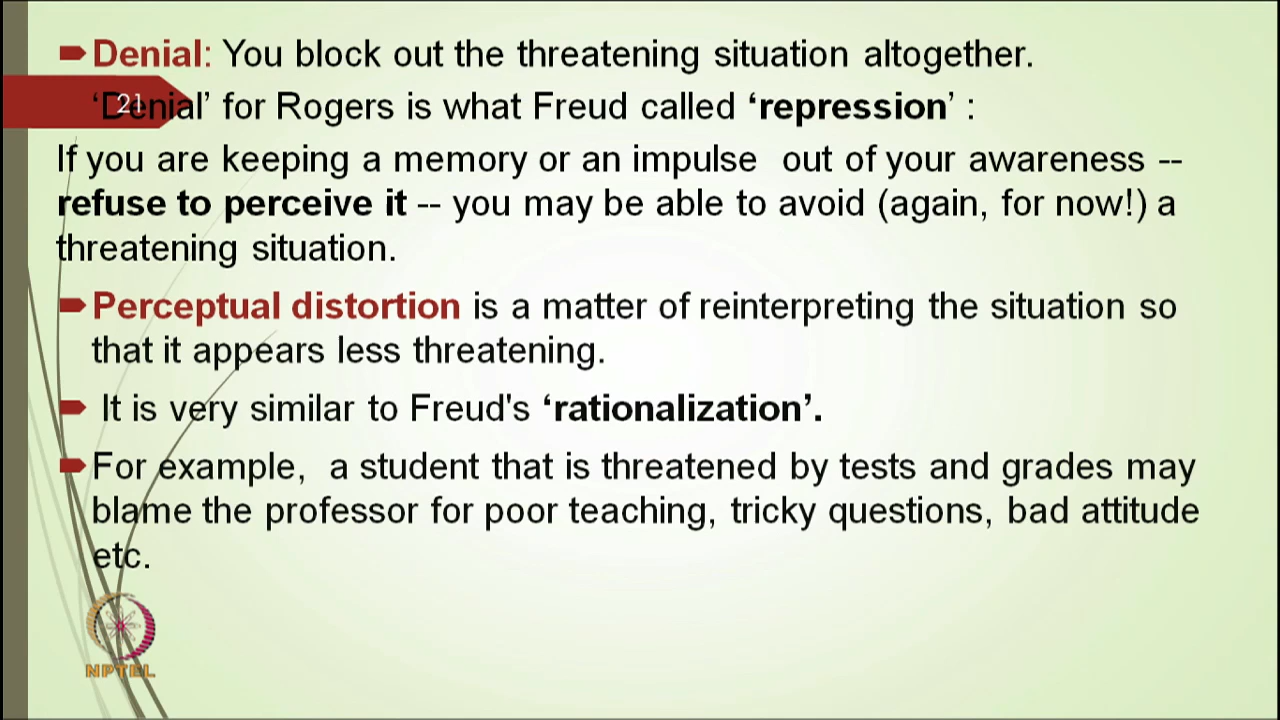 Denial: You block out the threatening situation altogether.
21
‘Denial’ for Rogers is what Freud called ‘repression’ :
If you are keeping a memory or an impulse out of your awareness --
refuse to perceive it -- you may be able to avoid (again, for now!) a
threatening situation.
Perceptual distortion is a matter of reinterpreting the situation so
that it appears less threatening.
It is very similar to Freud's ‘rationalization’.
For example, a student that is threatened by tests and grades may
blame the professor for poor teaching, tricky questions, bad attitude
etc.
NPTEL